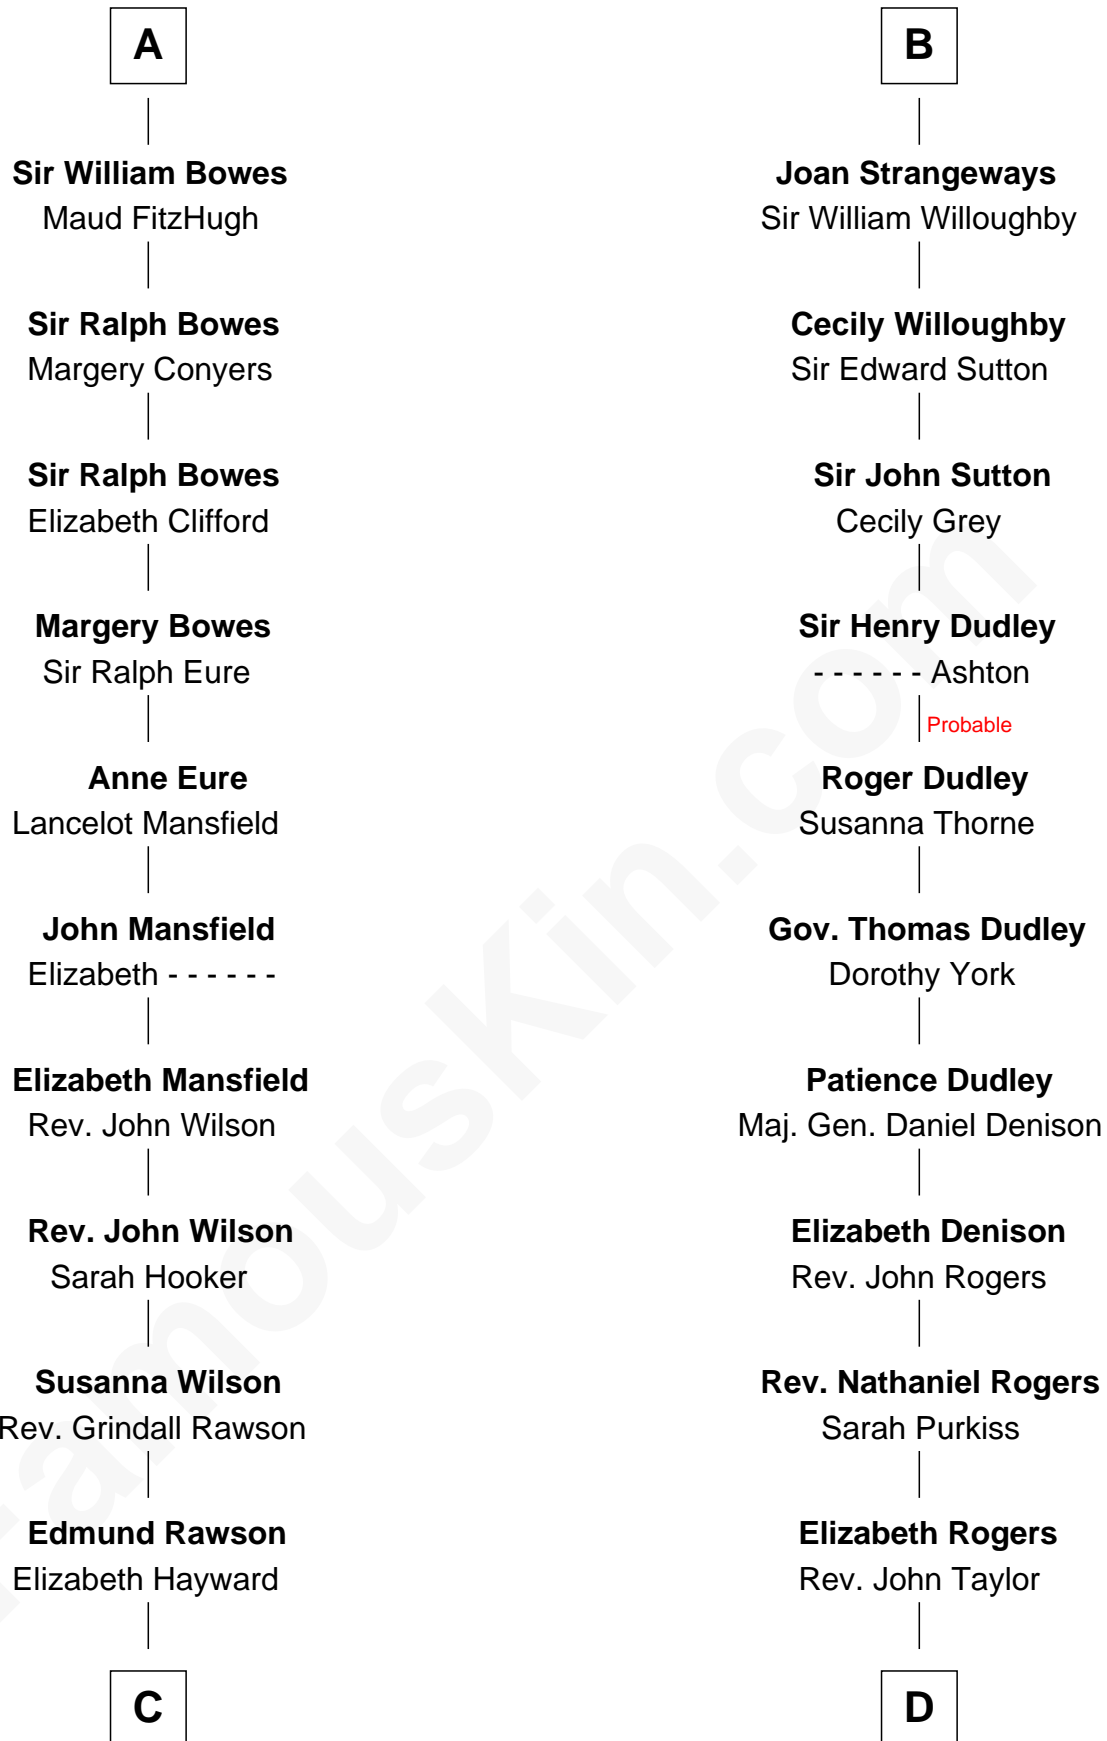 A
Sir William Bowes
Maud FitzHugh
Sir Ralph Bowes
Margery Conyers
Sir Ralph Bowes
Elizabeth Clifford
Margery Bowes
Sir Ralph Eure
Anne Eure
Lancelot Mansfield
John Mansfield
Elizabeth - - - - - -
Elizabeth Mansfield
Rev. John Wilson
Rev. John Wilson
Sarah Hooker
Susanna Wilson
Rev. Grindall Rawson
Edmund Rawson
Elizabeth Hayward
C
B
Joan Strangeways
Sir William Willoughby
Cecily Willoughby
Sir Edward Sutton
Sir John Sutton
Cecily Grey
Sir Henry Dudley
- - - - - - Ashton
Probable
Roger Dudley
Susanna Thorne
Gov. Thomas Dudley
Dorothy York
Patience Dudley
Maj. Gen. Daniel Denison
Elizabeth Denison
Rev. John Rogers
Rev. Nathaniel Rogers
Sarah Purkiss
Elizabeth Rogers
Rev. John Taylor
D
FamousKin.com